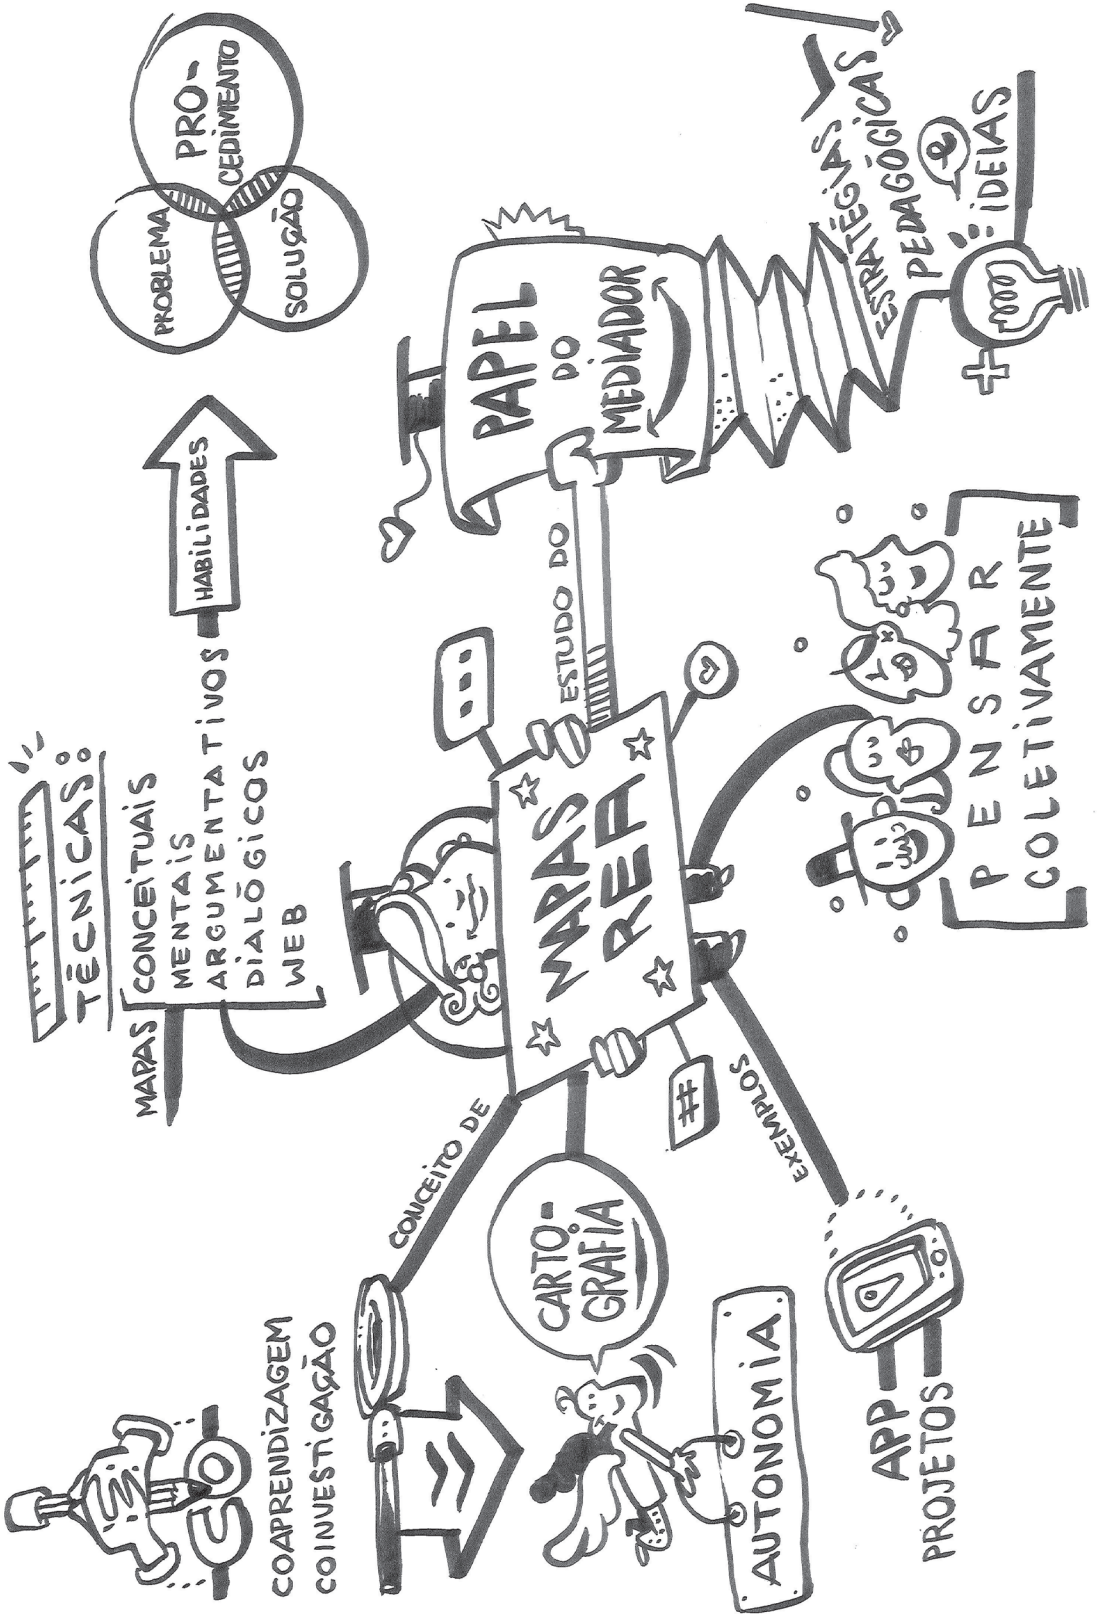 TÉCNICAS:
MAPAS
CONCEITUAIS
MENTAIS
ARGUMENTATIVOS
DIALÓGICOS
WEB
HABILIDADES
PROBLEMA
PRO-
CEDIMENTO
SOLUÇÃO
CO
COAPRENDIZAGEM
COINVESTIGAÇÃO
CONCEITO DE
MAPAS
REA
ESTUDO DO
PAPEL
DO
MEDIADOR
ESTRATÉGIAS
PEDAGÓGICAS
e
+ IDEIAS
CARTO-
GRAFIA
AUTONOMIA
#
EXEMPLOS
APP
PROJETOS
PENSAR
COLETIVAMENTE